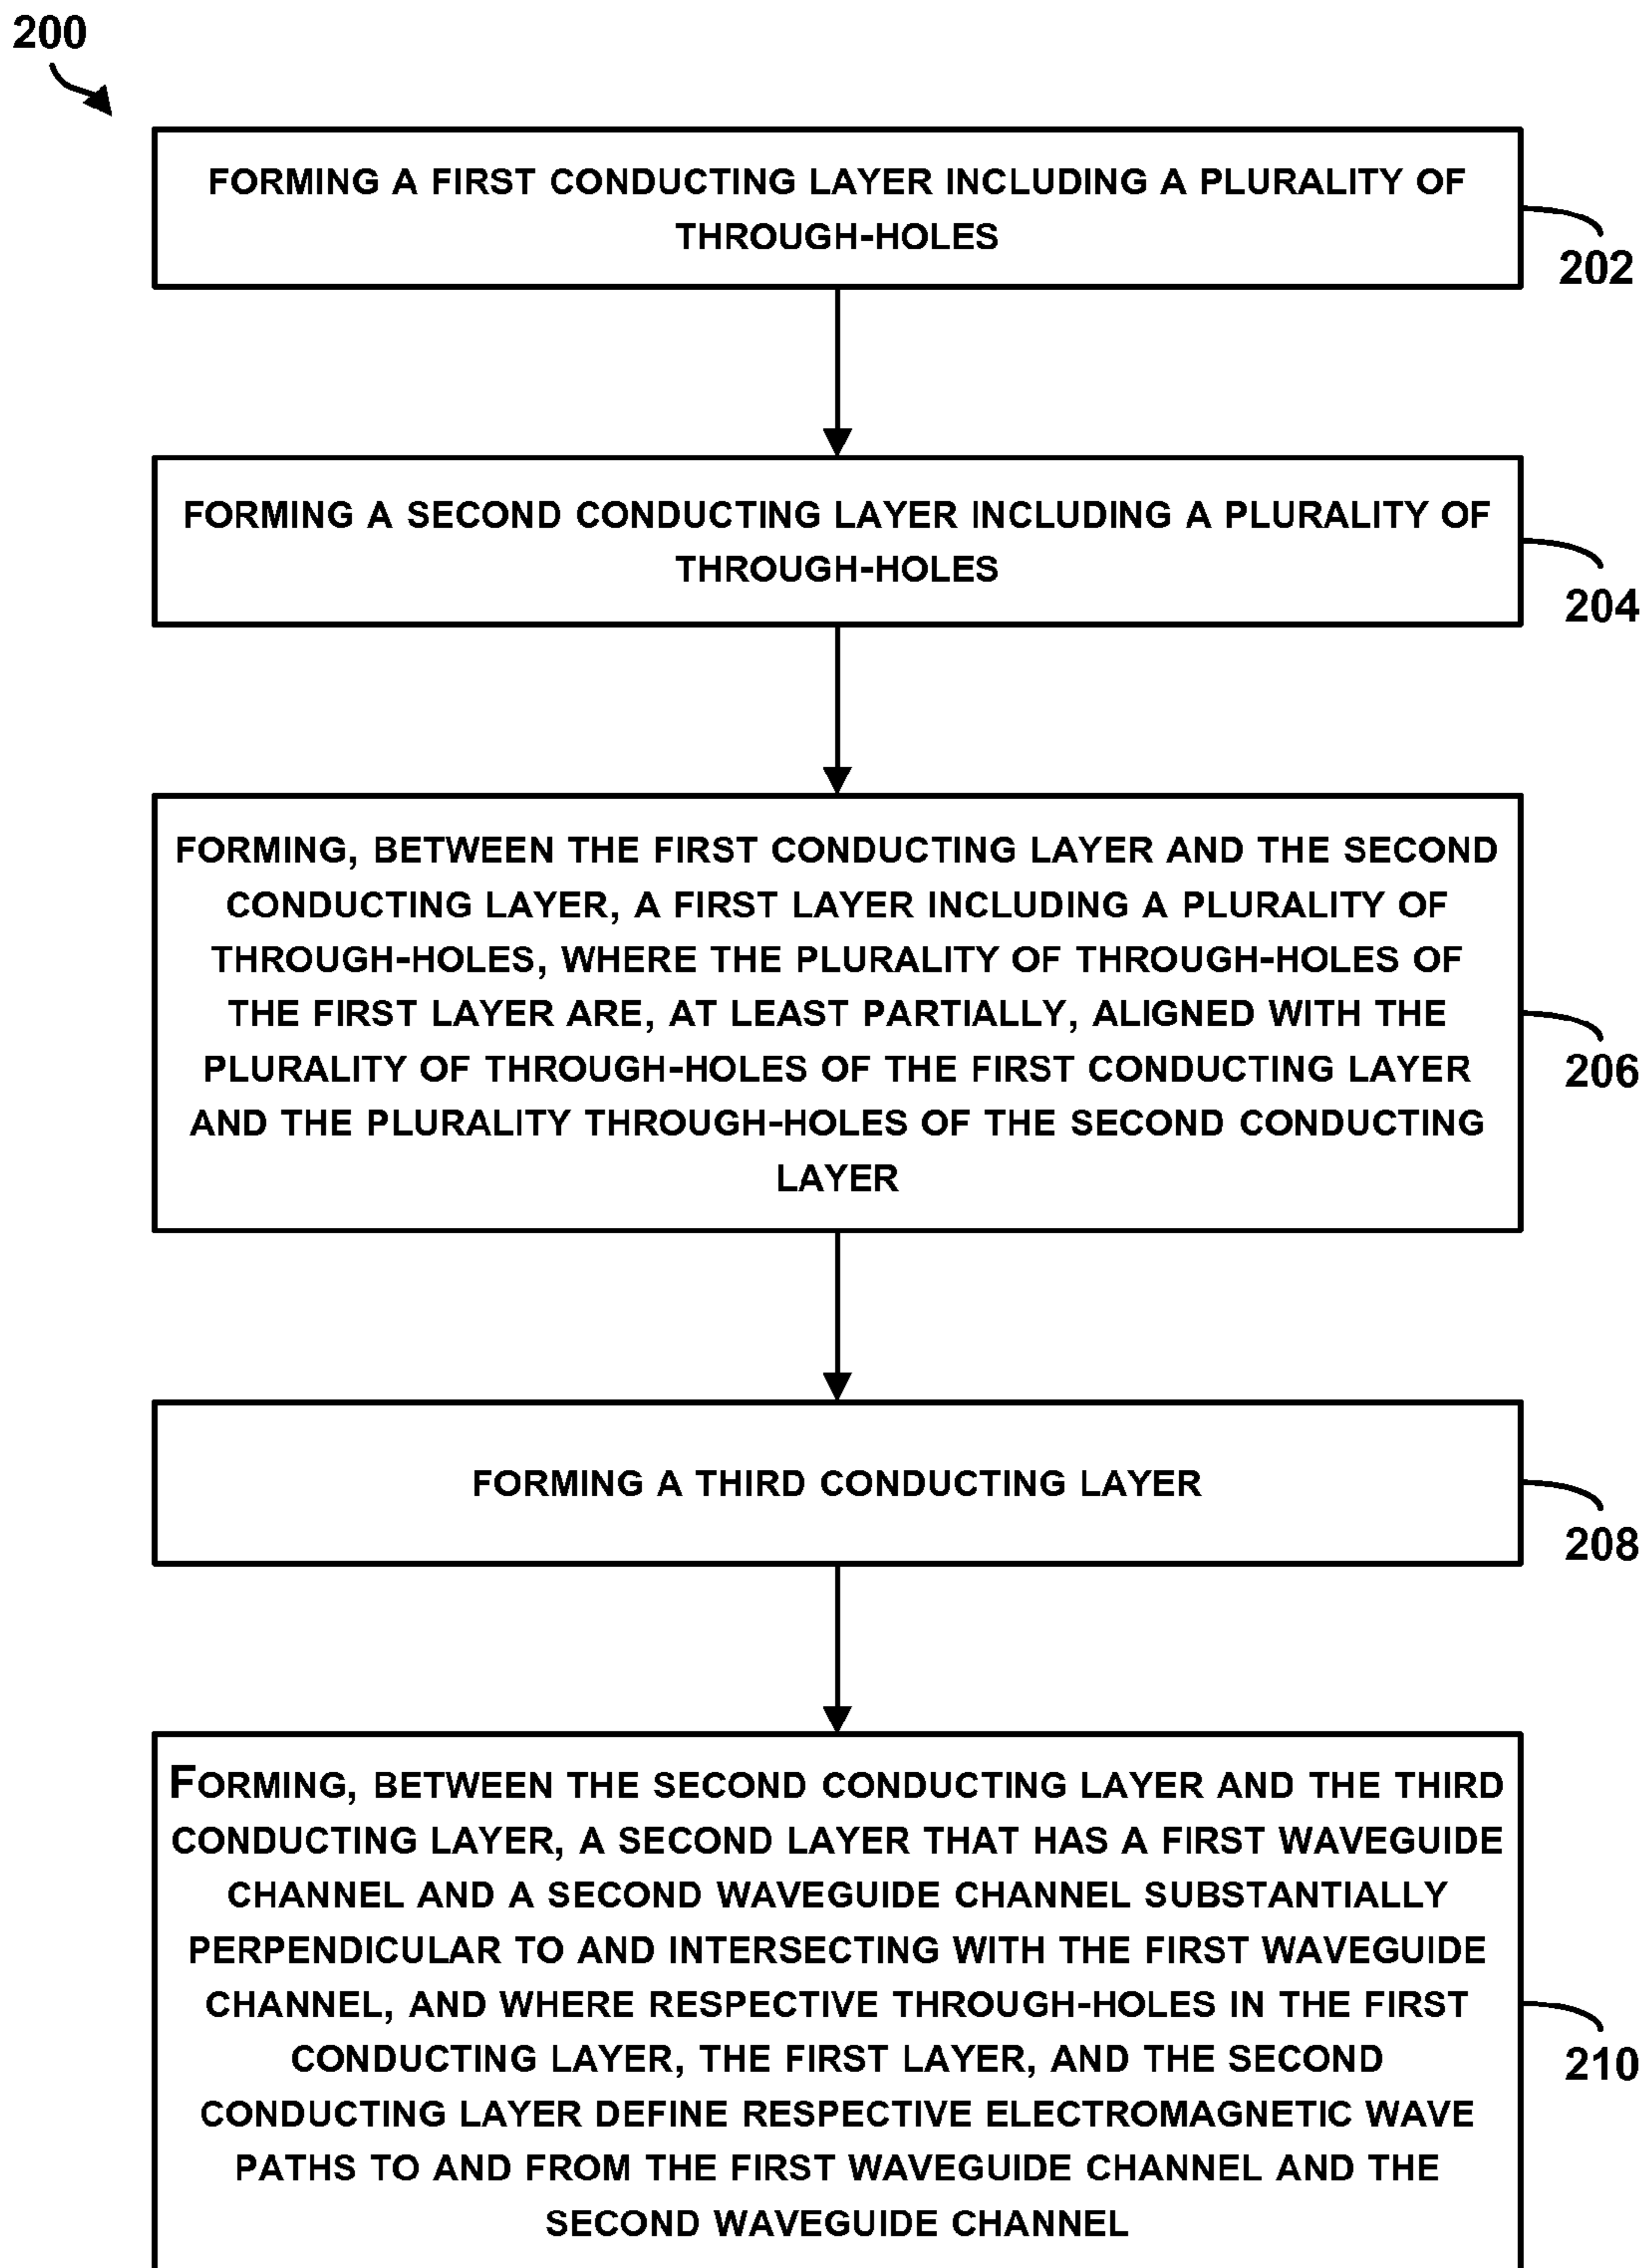 200
FORMING A FIRST CONDUCTING LAYER INCLUDING A PLURALITY OF
THROUGH-HOLES
202
FORMING A SECOND CONDUCTING LAYER INCLUDING A PLURALITY OF
THROUGH-HOLES
204
FORMING, BETWEEN THE FIRST CONDUCTING LAYER AND THE SECOND
CONDUCTING LAYER, A FIRST LAYER INCLUDING A PLURALITY OF
THROUGH-HOLES, WHERE THE PLURALITY OF THROUGH-HOLES OF
THE FIRST LAYER ARE, AT LEAST PARTIALLY, ALIGNED WITH THE
PLURALITY OF THROUGH-HOLES OF THE FIRST CONDUCTING LAYER
AND THE PLURALITY THROUGH-HOLES OF THE SECOND CONDUCTING
LAYER
206
FORMING A THIRD CONDUCTING LAYER
208
FORMING, BETWEEN THE SECOND CONDUCTING LAYER AND THE THIRD
CONDUCTING LAYER, A SECOND LAYER THAT HAS A FIRST WAVEGUIDE
CHANNEL AND A SECOND WAVEGUIDE CHANNEL SUBSTANTIALLY
PERPENDICULAR TO AND INTERSECTING WITH THE FIRST WAVEGUIDE
CHANNEL, AND WHERE RESPECTIVE THROUGH-HOLES IN THE FIRST
CONDUCTING LAYER, THE FIRST LAYER, AND THE SECOND
CONDUCTING LAYER DEFINE RESPECTIVE ELECTROMAGNETIC WAVE
PATHS TO AND FROM THE FIRST WAVEGUIDE CHANNEL AND THE
SECOND WAVEGUIDE CHANNEL
210